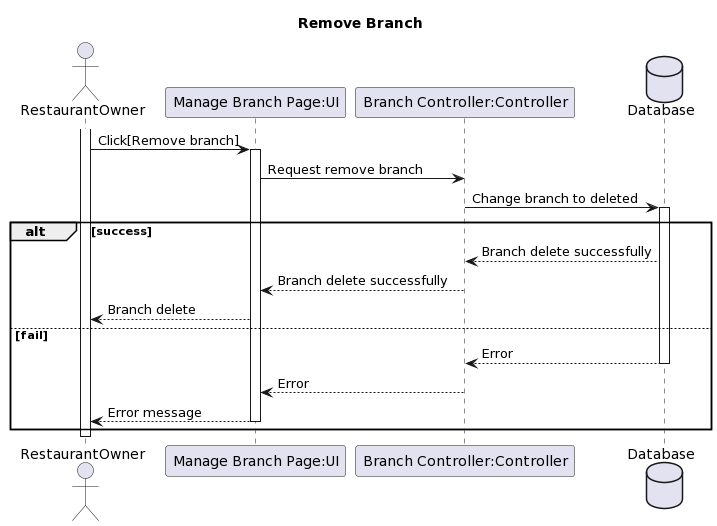 Remove Branch
RestaurantOwner
Manage Branch Page:UI
Branch Controller:Controller
Database
Click[Remove branch]
Request remove branch
Change branch to deleted
alt
[success]
Branch delete successfully
Branch delete successfully
Branch delete
[fail]
Error
Error
Error message
RestaurantOwner
Manage Branch Page:UI
Branch Controller:Controller
Database